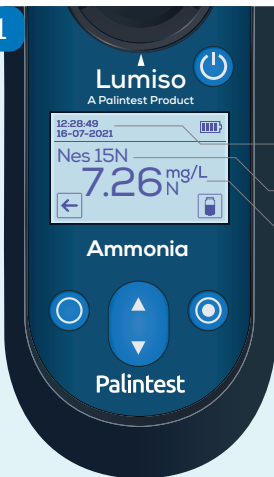 1
Lumiso
A Palintest Product
12:28:49
16-07-2021
Nes 15N
7.26 mg/L
N
Ammonia
Palintest